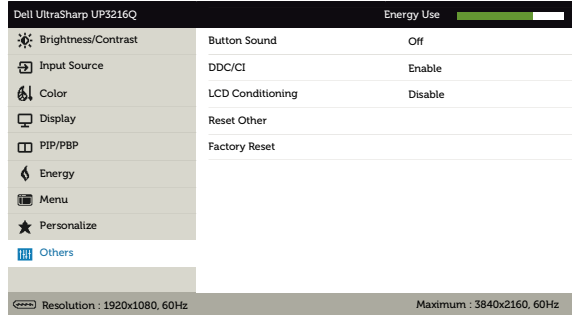 Dell UltraSharp UP3216Q Energy Use
Brightness/Contrast Button Sound Off
Input Source DDC/CI Enable
Color LCD Conditioning Disable
Display Reset Other
PIP/PBP Factory Reset
Energy
Menu
Personalize
Others
Resolution : 1920x1080, 60Hz Maximum : 3840x2160, 60Hz